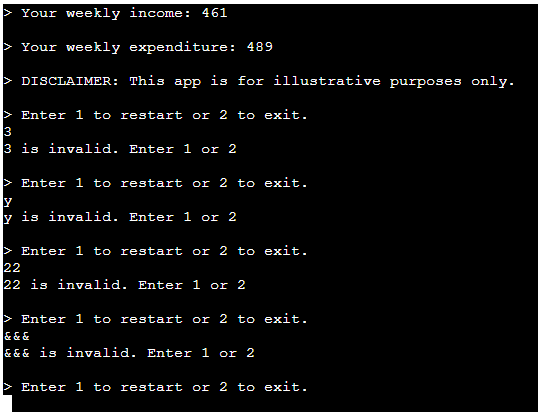 > Your weekly income: 461
> Your weekly expenditure: 489
> DISCLAIMER: This app is for illustrative purposes only.
> Enter 1 to restart or 2 to exit.
3
3 is invalid. Enter 1 or 2
> Enter 1 to restart or 2 to exit.
y
y is invalid. Enter 1 or 2
> Enter 1 to restart or 2 to exit.
22
22 is invalid. Enter 1 or 2
> Enter 1 to restart or 2 to exit.
&&&
&&& is invalid. Enter 1 or 2
> Enter 1 to restart or 2 to exit.